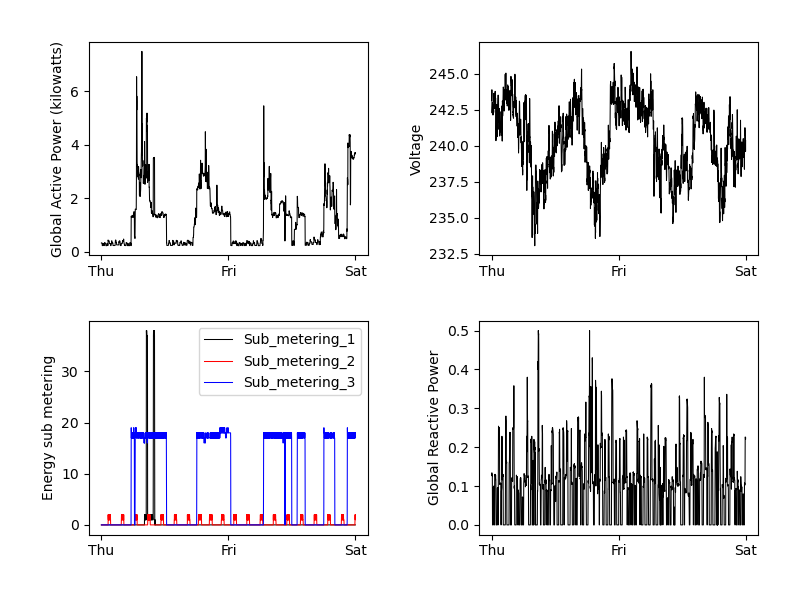 Global Active Power (kilowatts)
6
4
2
0
Thu
Fri
Sat
Voltage
245.0
242.5
240.0
237.5
235.0
232.5
Thu
Fri
Sat
Energy sub metering
30
20
10
0
Sub_metering_1
Sub_metering_2
Sub_metering_3
Thu
Fri
Sat
Global Reactive Power
0.5
0.4
0.3
0.2
0.1
0.0
Thu
Fri
Sat